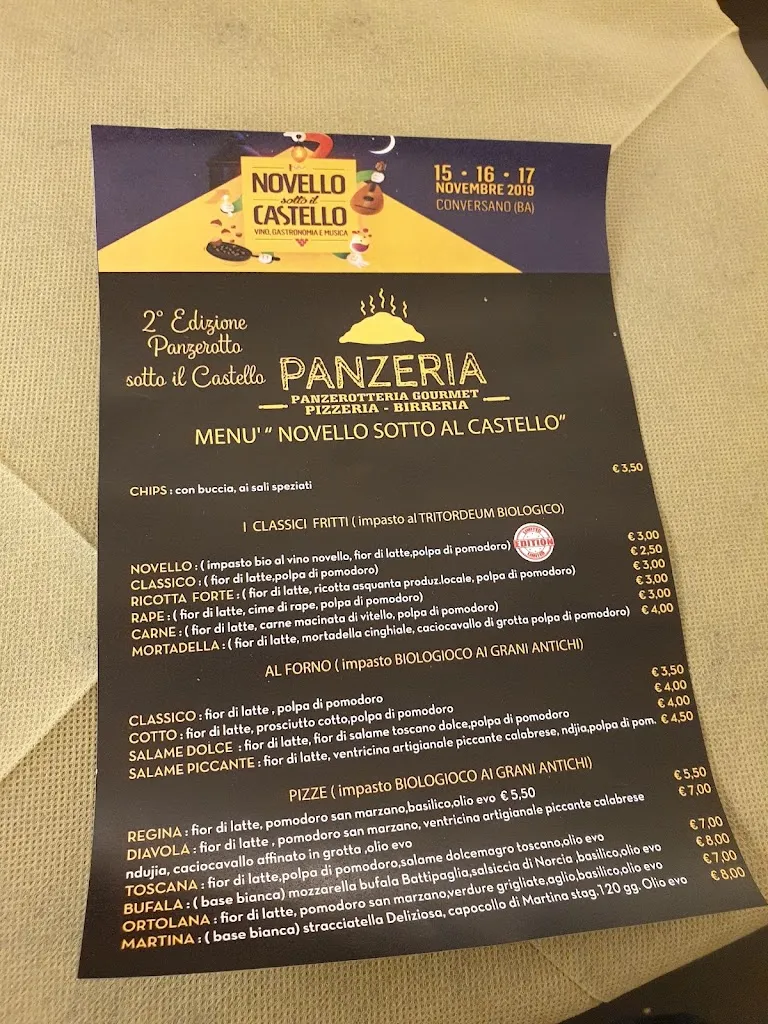 I
NOVELLO
sotto il
CASTELLO
VINO, GASTRONOMIA E MUSICA
15 • 16 • 17
NOVEMBRE 2019
CONVERSANO (BA)
2° Edizione
Panzerotto
sotto il Castello
PANZERIA
PANZEROTTERIA GOURMET
PIZZERIA - BIRRERIA
MENU' " NOVELLO SOTTO AL CASTELLO"
CHIPS : con buccia, ai sali speziati € 3,50
I CLASSICI FRITTI ( impasto al TRITORDEUM BIOLOGICO)
NOVELLO : ( impasto bio al vino novello, fior di latte,polpa di pomodoro) LIMITED EDITION LIMITED € 3,00
CLASSICO : ( fior di latte,polpa di pomodoro) € 2,50
RICOTTA FORTE : ( fior di latte, ricotta asquanta produz.locale, polpa di pomodoro) € 3,00
RAPE : ( fior di latte, cime di rape, polpa di pomodoro) € 3,00
CARNE : ( fior di latte, carne macinata di vitello, polpa di pomodoro) € 3,00
MORTADELLA : ( fior di latte, mortadella cinghiale, caciocavallo di grotta polpa di pomodoro) € 4,00
AL FORNO ( impasto BIOLOGIOCO AI GRANI ANTICHI)
CLASSICO : fior di latte , polpa di pomodoro € 3,50
COTTO : fior di latte, prosciutto cotto,polpa di pomodoro € 4,00
SALAME DOLCE : fior di latte, fior di salame toscano dolce,polpa di pomodoro € 4,00
SALAME PICCANTE : fior di latte, ventricina artigianale piccante calabrese, ndjia,polpa di pom. € 4,50
PIZZE ( impasto BIOLOGIOCO AI GRANI ANTICHI)
REGINA : fior di latte, pomodoro san marzano,basilico,olio evo € 5,50 € 5,50
DIAVOLA : fior di latte , pomodoro san marzano, ventricina artigianale piccante calabrese € 7,00
ndujia, caciocavallo affinato in grotta ,olio evo
TOSCANA : fior di latte,polpa di pomodoro,salame dolcemagro toscano,olio evo € 7,00
BUFALA : ( base bianca) mozzarella bufala Battipaglia,salsiccia di Norcia ,basilico,olio evo € 8,00
ORTOLANA : fior di latte, pomodoro san marzano,verdure grigliate,aglio,basilico,olio evo € 7,00
MARTINA : ( base bianca) stracciatella Deliziosa, capocollo di Martina stag.120 gg. Olio evo € 8,00